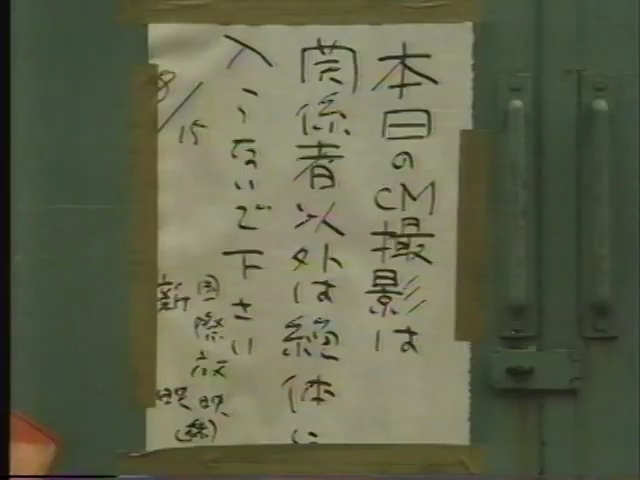 本日のCM撮影は
関係者以外は絶体に
入らないで下さい
8/15
国際放映
新映
(株)